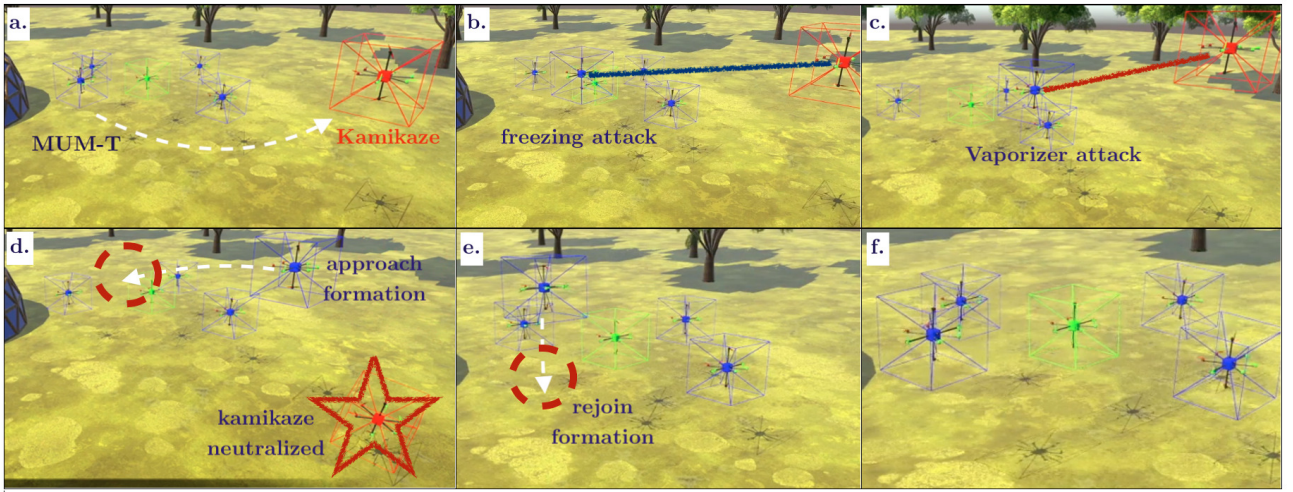 a.
MUM-T
Kamikaze
b.
freezing attack
c.
Vaporizer attack
d.
approach
formation
kamikaze
neutralized
e.
rejoin
formation
f.